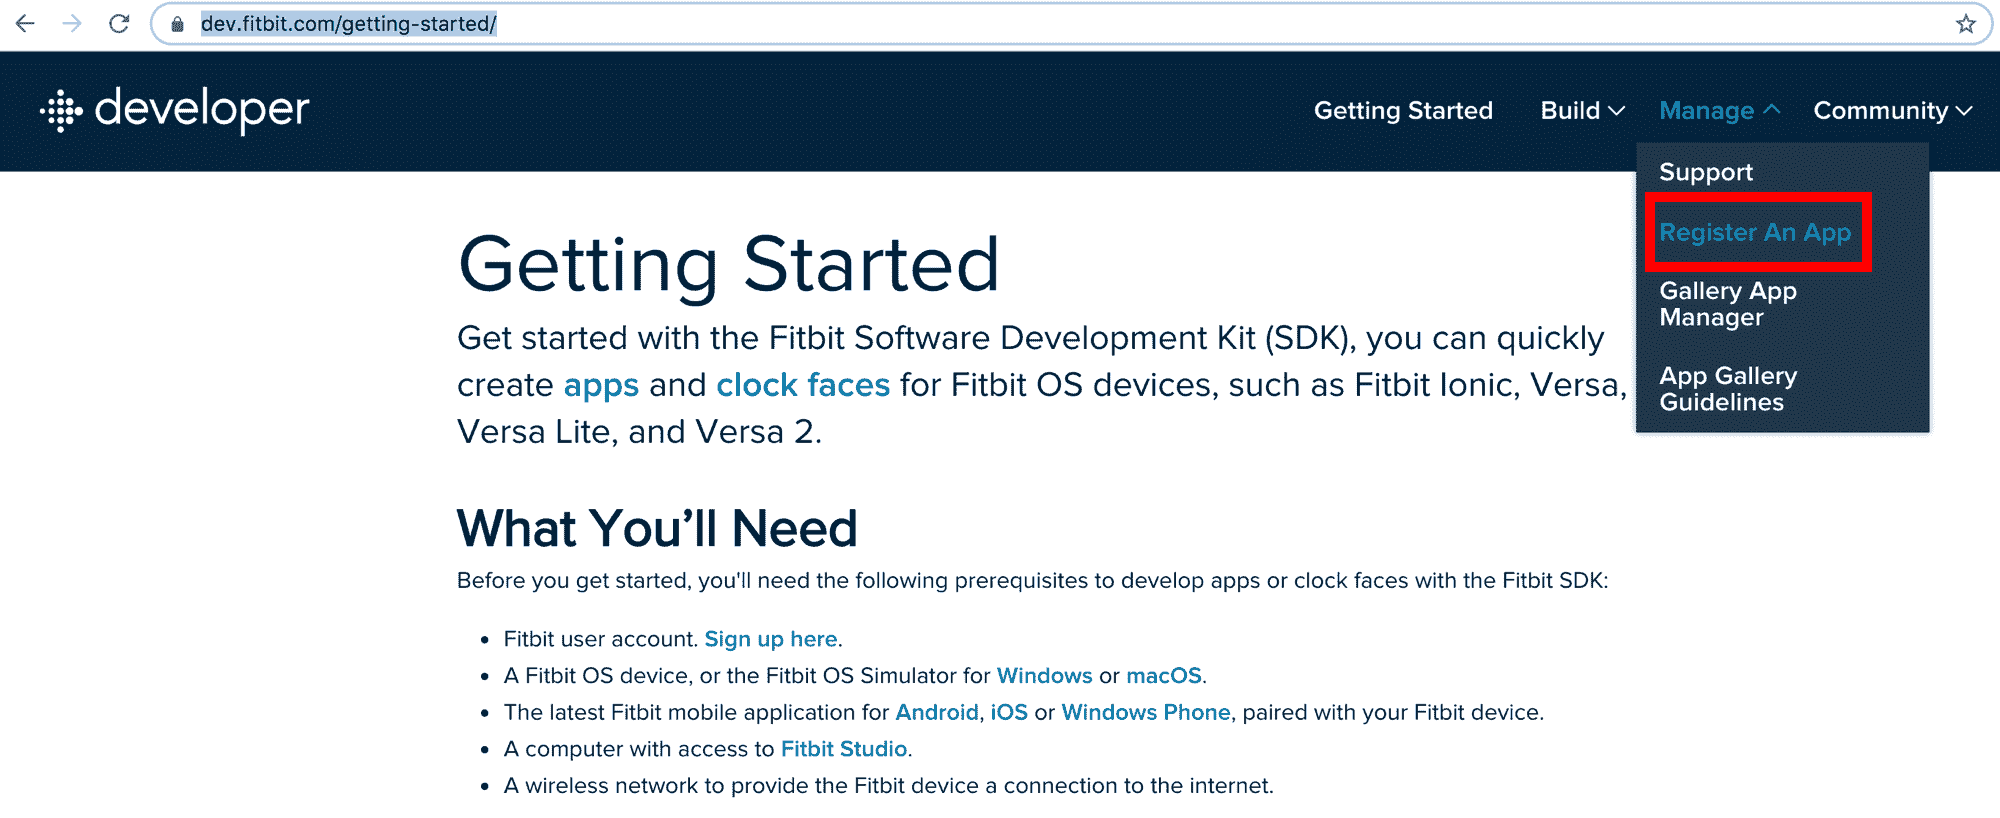 dev.fitbit.com/getting-started/
developer
Getting Started Build Manage Community
Support
Register An App
Gallery App
Manager
App Gallery
Guidelines
Getting Started
Get started with the Fitbit Software Development Kit (SDK), you can quickly
create apps and clock faces for Fitbit OS devices, such as Fitbit Ionic, Versa,
Versa Lite, and Versa 2.
What You’ll Need
Before you get started, you'll need the following prerequisites to develop apps or clock faces with the Fitbit SDK:
• Fitbit user account. Sign up here.
• A Fitbit OS device, or the Fitbit OS Simulator for Windows or macOS.
• The latest Fitbit mobile application for Android, iOS or Windows Phone, paired with your Fitbit device.
• A computer with access to Fitbit Studio.
• A wireless network to provide the Fitbit device a connection to the internet.